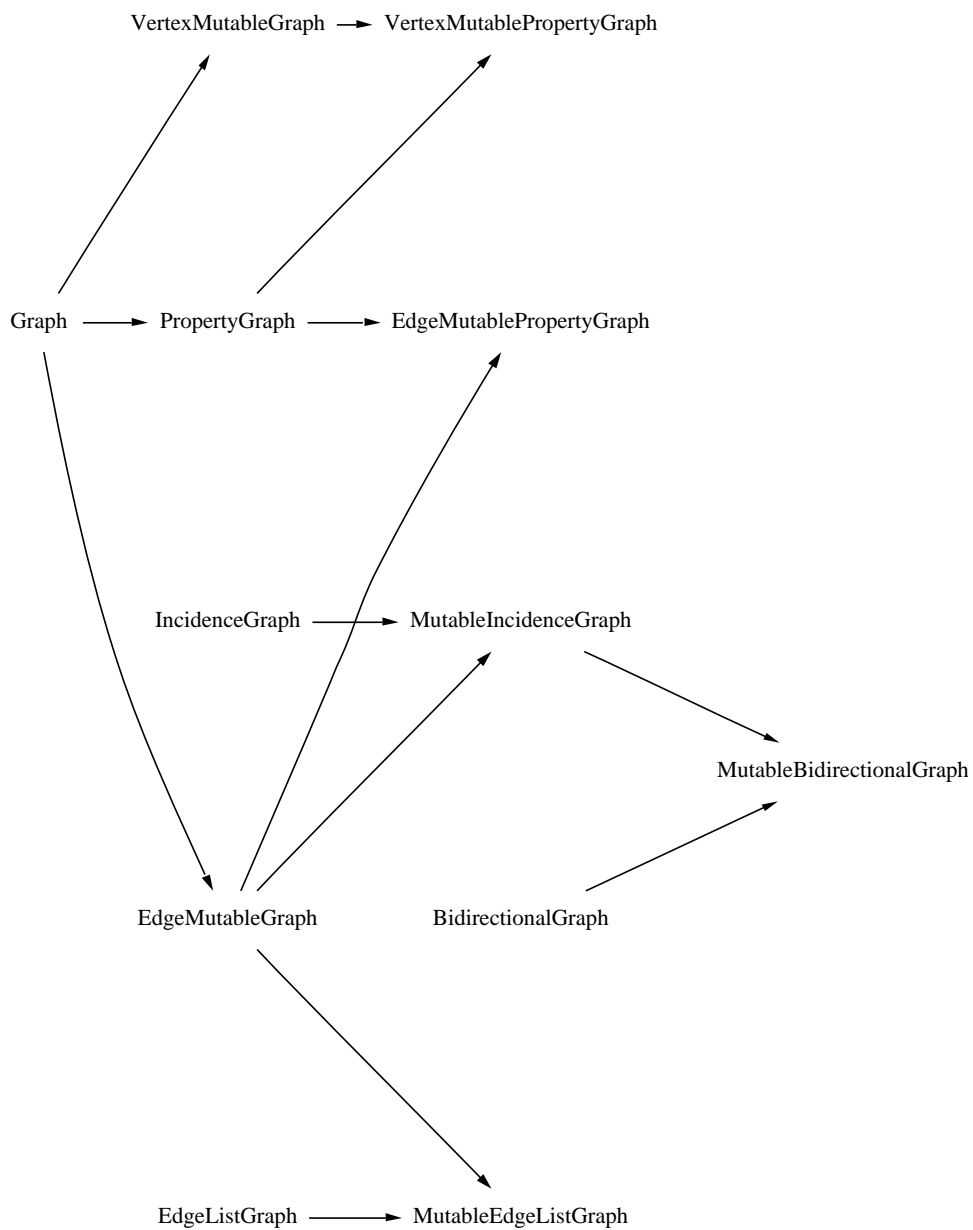 VertexMutableGraph VertexMutablePropertyGraph
Graph PropertyGraph EdgeMutablePropertyGraph
IncidenceGraph MutableIncidenceGraph
MutableBidirectionalGraph
EdgeMutableGraph BidirectionalGraph
EdgeListGraph MutableEdgeListGraph